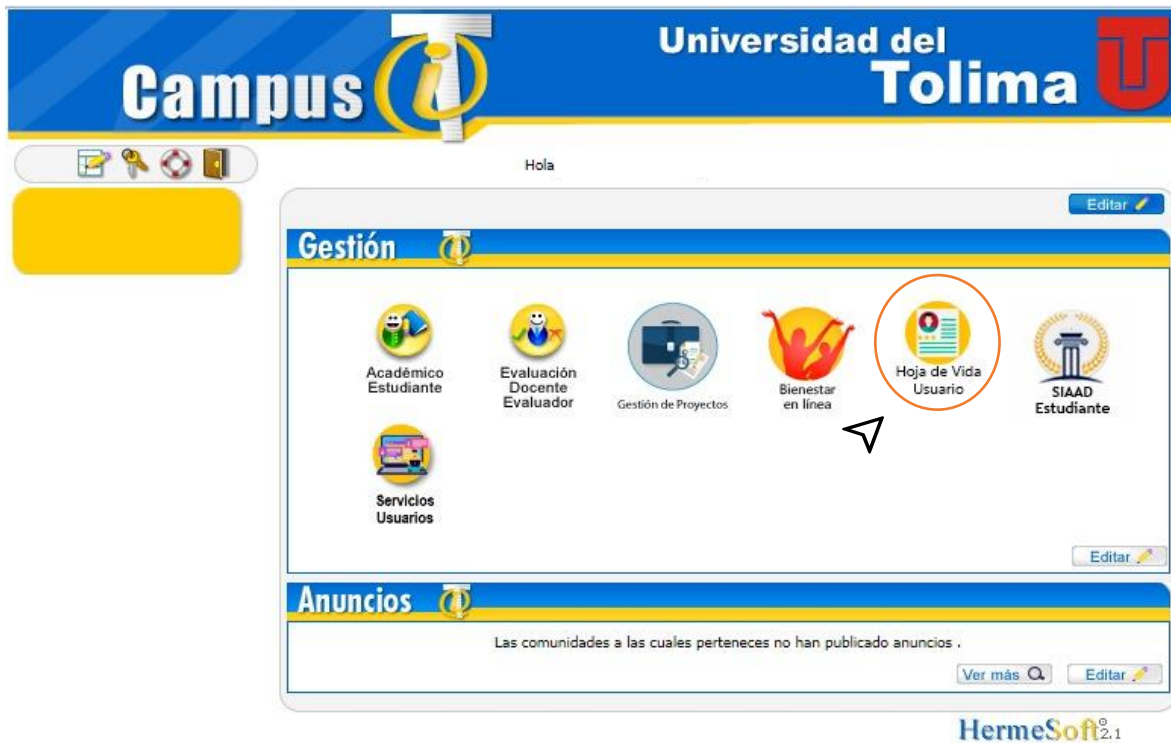 Campus iT
Universidad del
Tolima
Hola
Editar
Gestión
Académico
Estudiante
Evaluación
Docente
Evaluador
Gestión de Proyectos
Bienestar
en línea
Hoja de Vida
Usuario
SIAAD
Estudiante
Servicios
Usuarios
Editar
Anuncios
Las comunidades a las cuales perteneces no han publicado anuncios .
Ver más
Editar
HermeSoft® 2.1